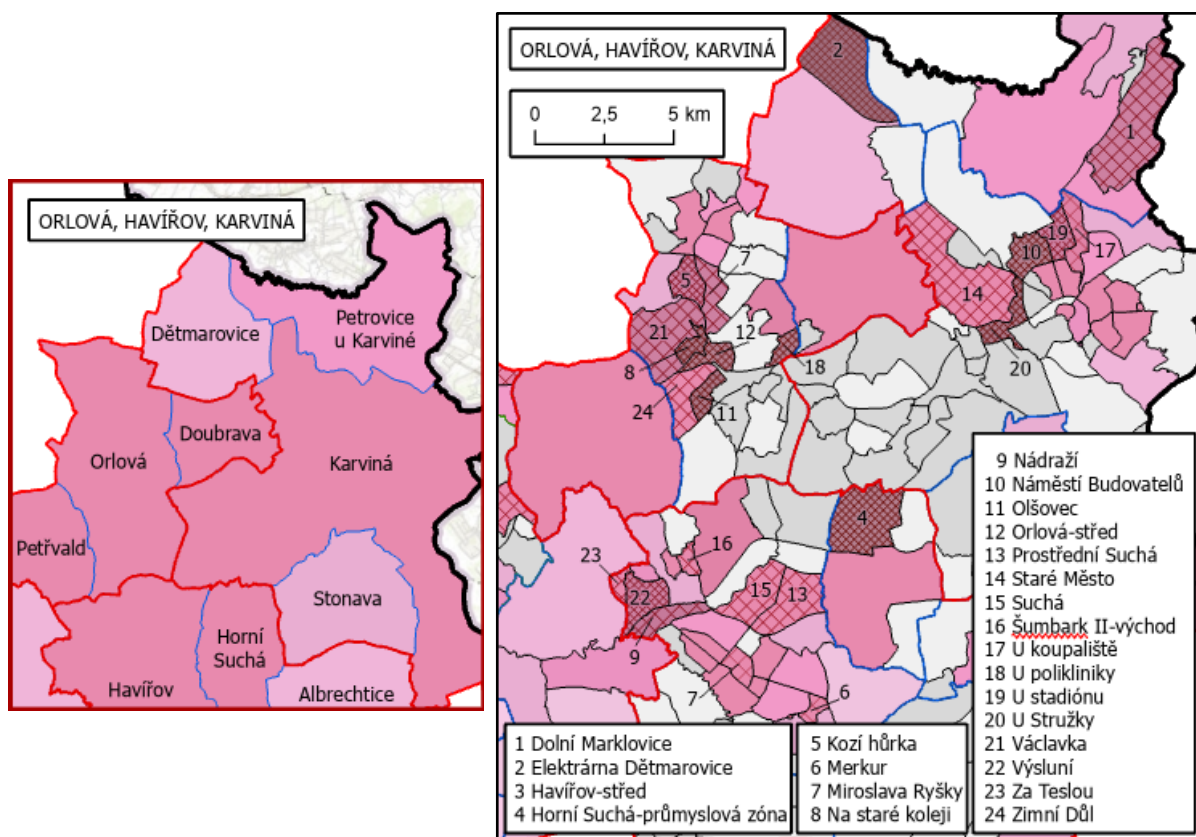 ORLOVÁ, HAVÍŘOV, KARVINÁ
Dětmarovice
Petrovice
u Karviné
Doubrava
Orlová
Karviná
Petřvald
Stonava
Horní
Suchá
Havířov
Albrechtice
ORLOVÁ, HAVÍŘOV, KARVINÁ
0 2,5 5 km
2
1
19
10
17
7
5
14
21
12
8
18
20
24
11
4
23
16
22
15
13
9
7
6
1 Dolní Marklovice
2 Elektrárna Dětmarovice
3 Havířov-střed
4 Horní Suchá-průmyslová zóna
5 Kozí hůrka
6 Merkur
7 Miroslava Ryšky
8 Na staré koleji
9 Nádraží
10 Náměstí Budovatelů
11 Olšovec
12 Orlová-střed
13 Prostřední Suchá
14 Staré Město
15 Suchá
16 Šumbark II-východ
17 U koupaliště
18 U polikliniky
19 U stadiónu
20 U Stružky
21 Václavka
22 Výsluní
23 Za Teslou
24 Zimní Důl